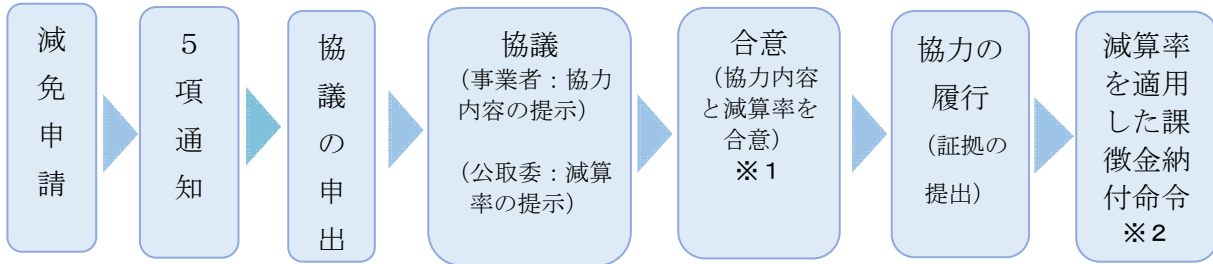 減免申請
5項通知
協議の申出
協議
（事業者：協力
内容の提示）
（公取委：減算
率の提示）
合意
（協力内容
と減算率を
合意）
※1
協力の
履行
（証拠の
提出）
減算率
を適用
した課
徴金納
付命令
※2